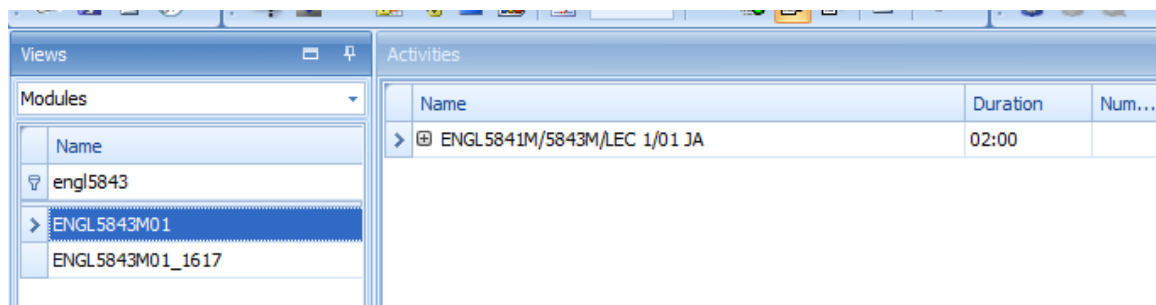 Views
Modules
Name
engl5843
ENGL5843M01
ENGL5843M01_1617
Activities
Name Duration Num...
ENGL5841M/5843M/LEC 1/01 JA 02:00